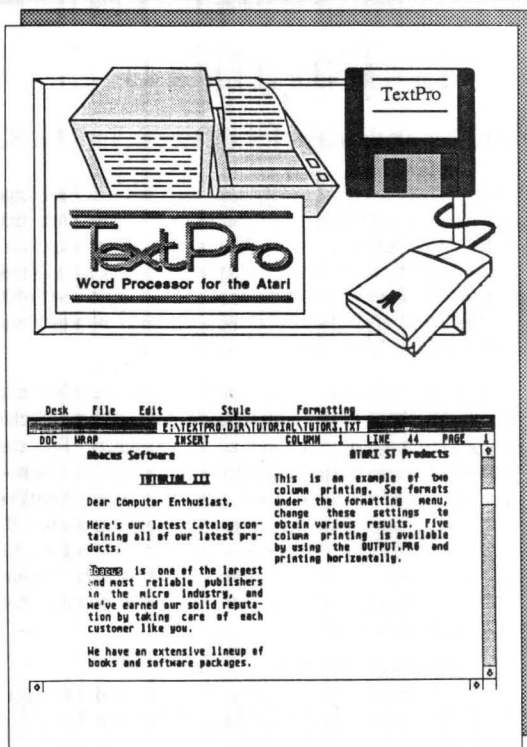 TextPro
TextPro
Word Processor for the Atari
Desk File Edit Style Formatting
E:\TEXTPRO.DIR\TUTORIAL\TUTOR3.TXT
DOC WRAP INSERT COLUMN 1 LINE 44 PAGE 1
Abacus Software
TUTORIAL III
Dear Computer Enthusiast,
Here's our latest catalog con-
taining all of our latest pro-
ducts.
Abacus is one of the largest
and most reliable publishers
in the micro industry, and
we've earned our solid reputa-
tion by taking care of each
customer like you.
We have an extensive lineup of
books and software packages.
ATARI ST Products
This is an example of two
column printing. See formats
under the formatting menu,
change these settings to
obtain various results. Five
column printing is available
by using the OUTPUT.PRG and
printing horizontally.